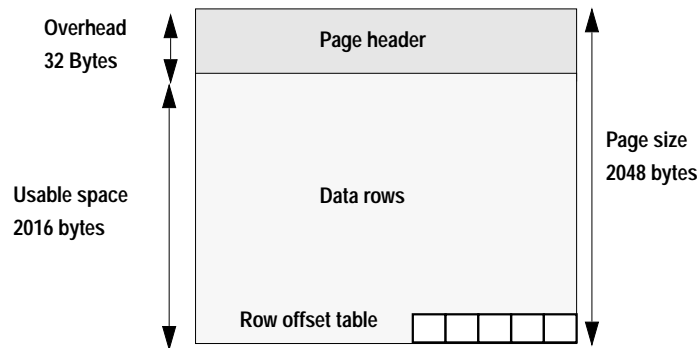 Overhead
32 Bytes
Page header
Page size
2048 bytes
Usable space
2016 bytes
Data rows
Row offset table